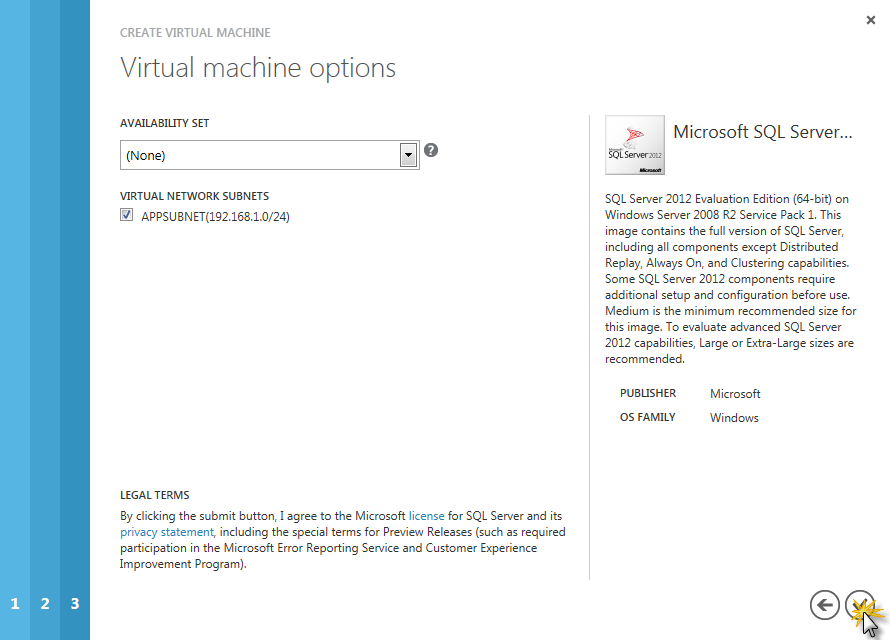 CREATE VIRTUAL MACHINE
Virtual machine options
AVAILABILITY SET
(None)
?
VIRTUAL NETWORK SUBNETS
APPSUBNET(192.168.1.0/24)
LEGAL TERMS
By clicking the submit button, I agree to the Microsoft license for SQL Server and its
privacy statement, including the special terms for Preview Releases (such as required
participation in the Microsoft Error Reporting Service and Customer Experience
Improvement Program).
Microsoft
SQL Server 2012
Microsoft
Microsoft SQL Server...
SQL Server 2012 Evaluation Edition (64-bit) on
Windows Server 2008 R2 Service Pack 1. This
image contains the full version of SQL Server,
including all components except Distributed
Replay, Always On, and Clustering capabilities.
Some SQL Server 2012 components require
additional setup and configuration before use.
Medium is the minimum recommended size for
this image. To evaluate advanced SQL Server
2012 capabilities, Large or Extra-Large sizes are
recommended.
PUBLISHER Microsoft
OS FAMILY Windows
1 2 3